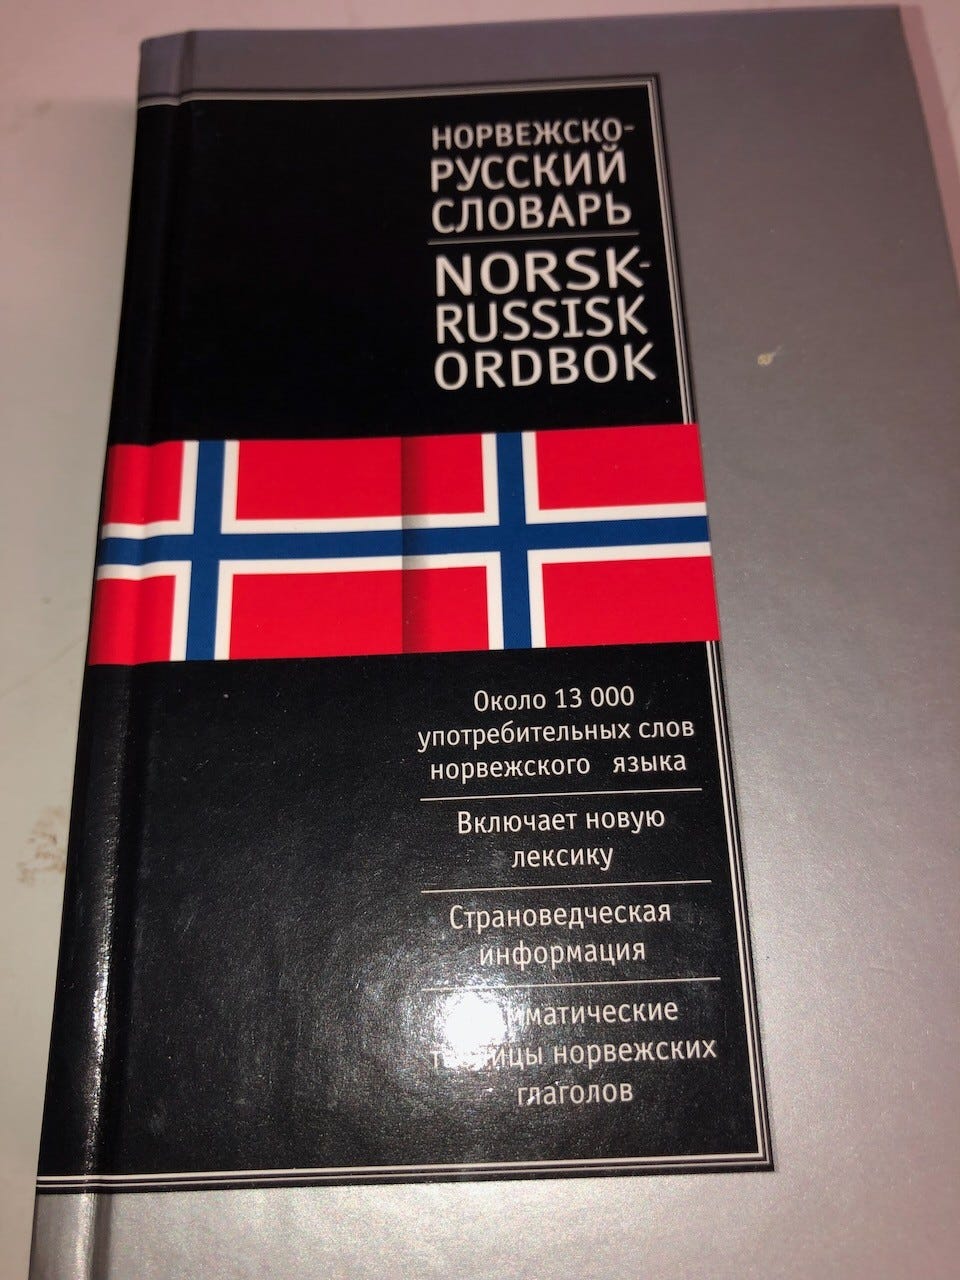 НОРВЕЖСКО-
РУССКИЙ
СЛОВАРЬ
NORSK-
RUSSISK
ORDBOK
Около 13 000
употребительных слов
норвежского языка
Включает новую
лексику
Страноведческая
информация
норвежских
глаголов